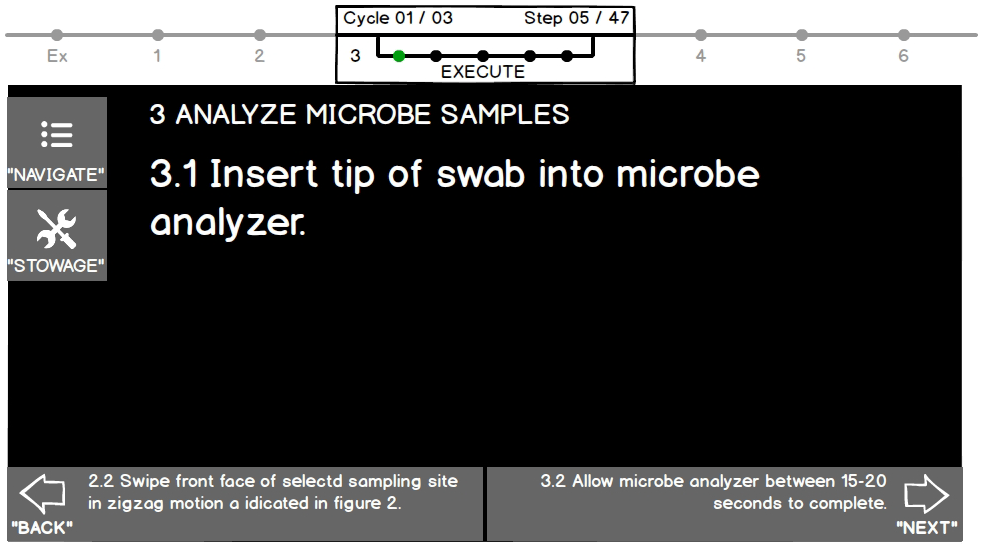 Cycle 01 / 03 Step 05 / 47
Ex 1 2 3 4 5 6
EXECUTE
"NAVIGATE"
"STOWAGE"
3 ANALYZE MICROBE SAMPLES
3.1 Insert tip of swab into microbe
analyzer.
2.2 Swipe front face of selectd sampling site
in zigzag motion a idicated in figure 2.
"BACK"
3.2 Allow microbe analyzer between 15-20
seconds to complete.
"NEXT"